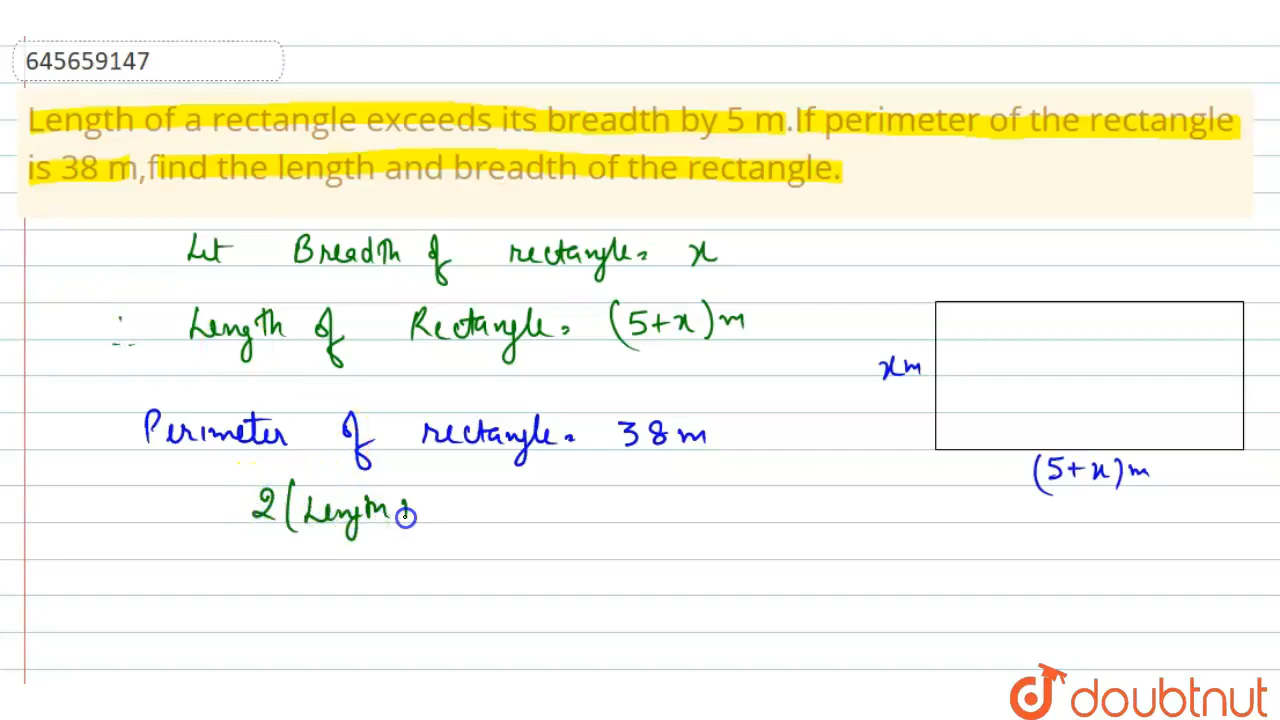 645659147
Length of a rectangle exceeds its breadth by 5 m.If perimeter of the rectangle
is 38 m,find the length and breadth of the rectangle.
Let Breadth of rectangle = x
∴ Length of Rectangle = (5+x)m
Perimeter of rectangle = 38m
2(Length +
xm
(5+x)m
doubtnut